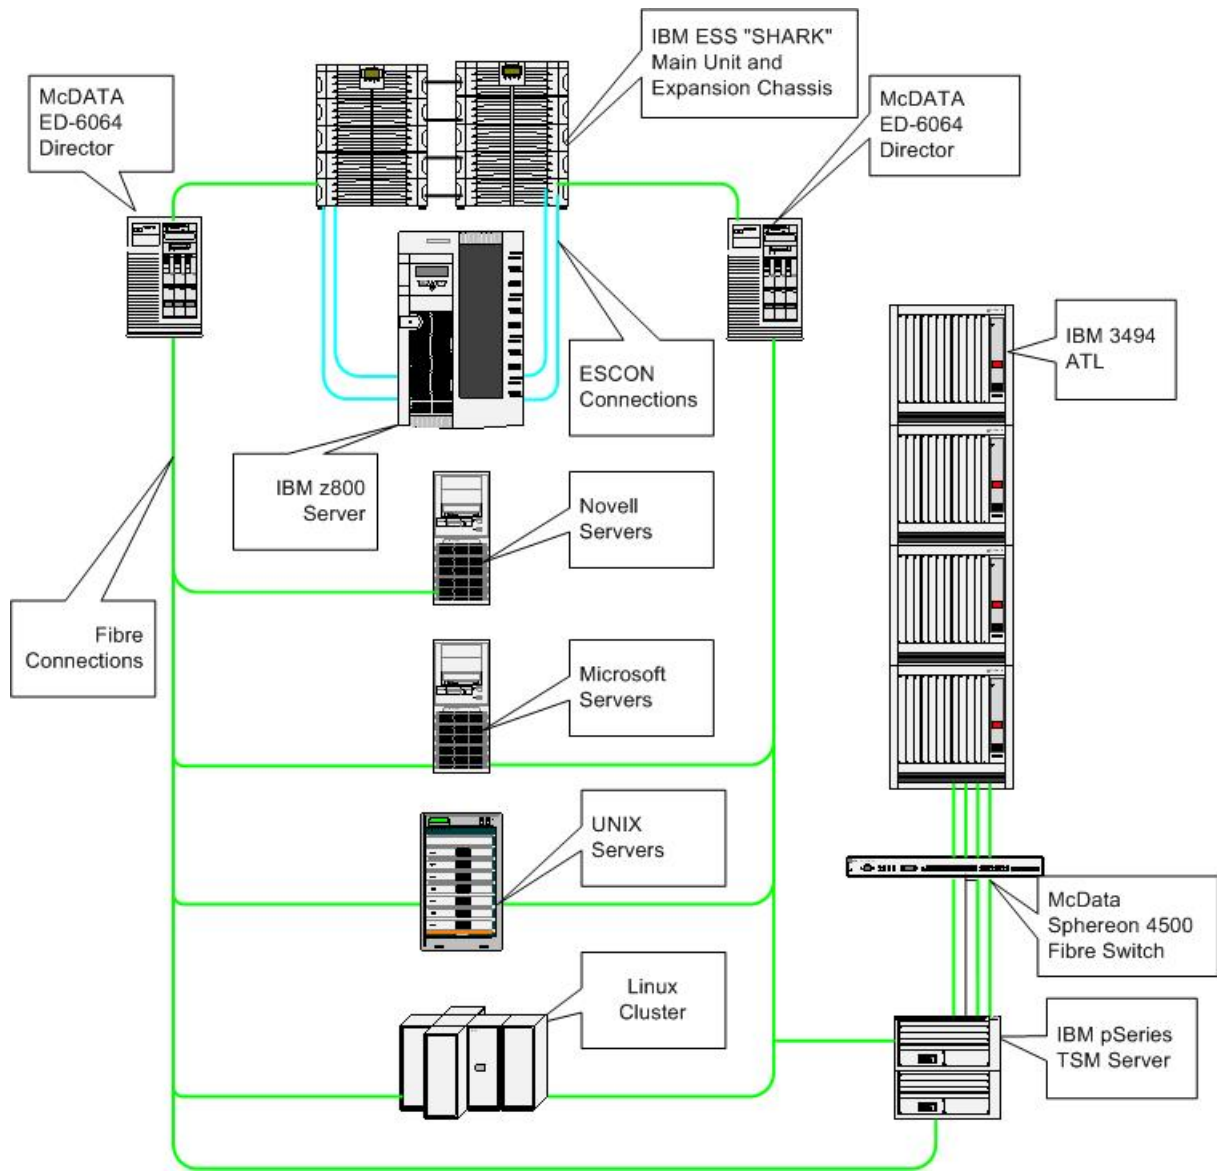 IBM ESS "SHARK"
Main Unit and
Expansion Chassis
McDATA
ED-6064
Director
McDATA
ED-6064
Director
IBM 3494
ATL
ESCON
Connections
IBM z800
Server
Novell
Servers
Fibre
Connections
Microsoft
Servers
UNIX
Servers
McData
Sphereon 4500
Fibre Switch
Linux
Cluster
IBM pSeries
TSM Server